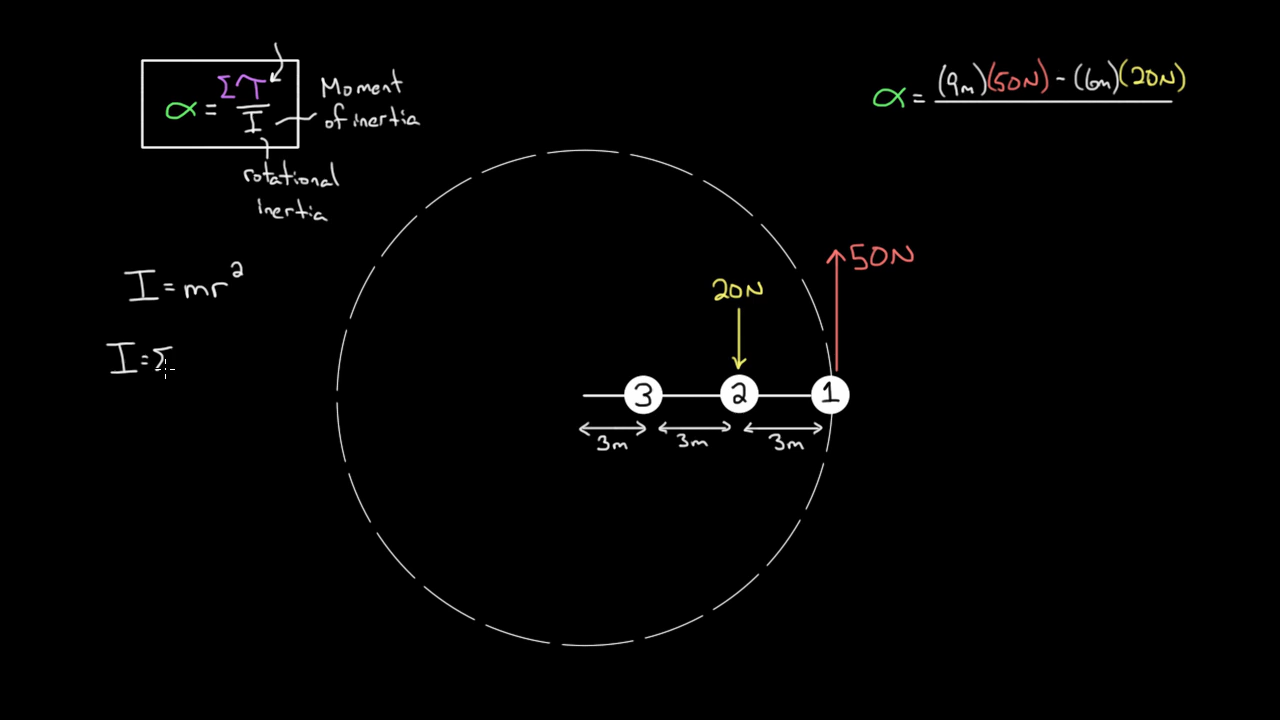 α = Στ / I
Moment
of inertia
rotational
inertia
α = (9m)(50N) - (6m)(20N)
I = mr²
I = Σ
50N
20N
3 2 1
3m 3m 3m